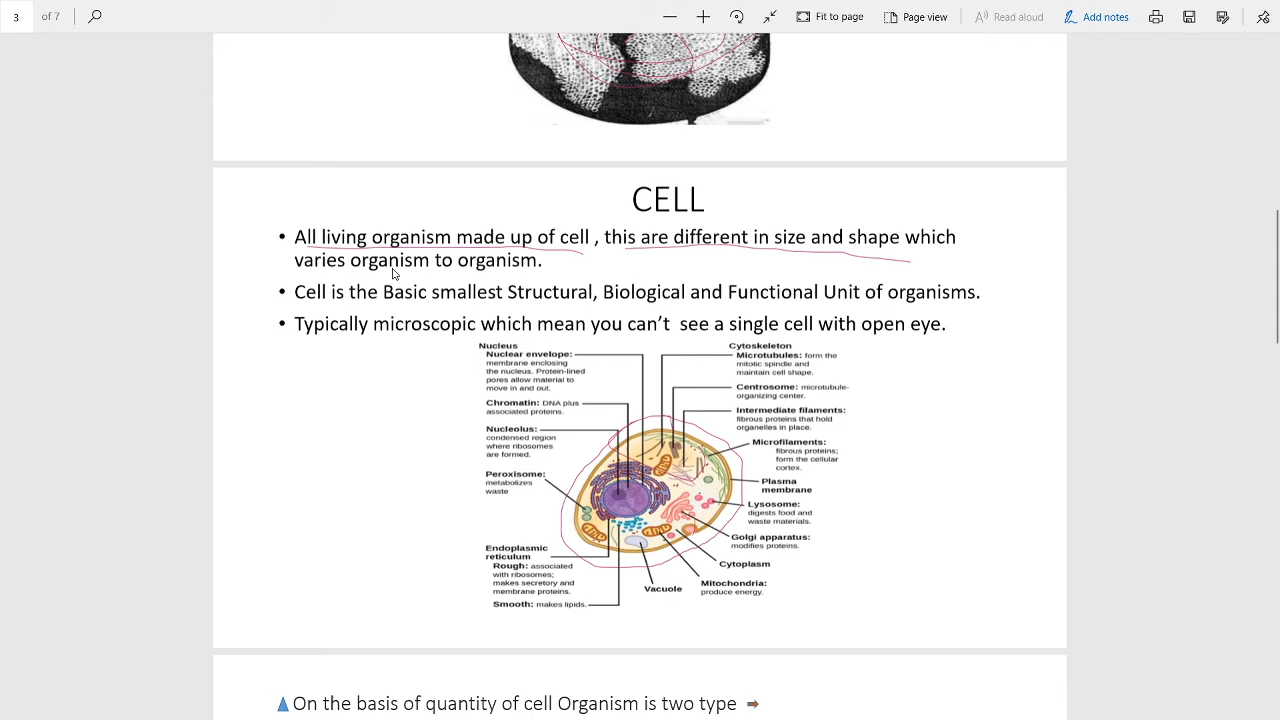 3 of 7 Page view Read aloud Add notes
CELL
• All living organism made up of cell , this are different in size and shape which
varies organism to organism.
• Cell is the Basic smallest Structural, Biological and Functional Unit of organisms.
• Typically microscopic which mean you can’t see a single cell with open eye.
Nucleus
Nuclear envelope:
membrane enclosing
the nucleus. Protein-lined
pores allow material to
move in and out.
Chromatin: DNA plus
associated proteins.
Nucleolus:
condensed region
where ribosomes
are formed.
Peroxisome:
metabolizes
waste
Endoplasmic
reticulum
Rough: associated
with ribosomes;
makes secretory and
membrane proteins.
Smooth: makes lipids.
Cytoskeleton
Microtubules: form the
mitotic spindle and
maintain cell shape.
Centrosome: microtubule-
organizing center.
Intermediate filaments:
fibrous proteins that hold
organelles in place.
Microfilaments:
fibrous proteins;
form the cellular
cortex.
Plasma
membrane
Lysosome:
digests food and
waste materials.
Golgi apparatus:
modifies proteins.
Cytoplasm
Mitochondria:
produce energy.
Vacuole
On the basis of quantity of cell Organism is two type